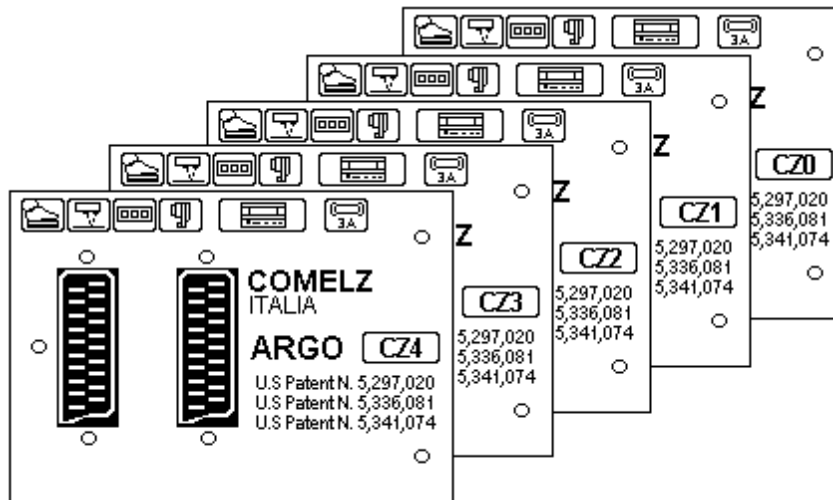 3A
Z
CZ0
5,297,020
5,336,081
5,341,074
3A
Z
CZ1
5,297,020
5,336,081
5,341,074
3A
Z
CZ2
5,297,020
5,336,081
5,341,074
3A
Z
CZ3
5,297,020
5,336,081
5,341,074
3A
COMELZ
ITALIA
ARGO CZ4
U.S Patent N. 5,297,020
U.S Patent N. 5,336,081
U.S Patent N. 5,341,074